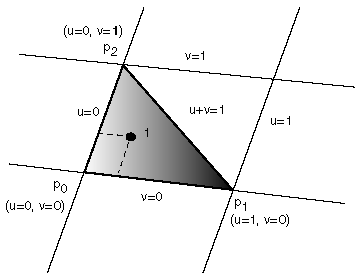 (u=0, v=1)
p2
v=1
u=0
1
u+v=1
u=1
p0
v=0
p1
(u=0, v=0)
(u=1, v=0)